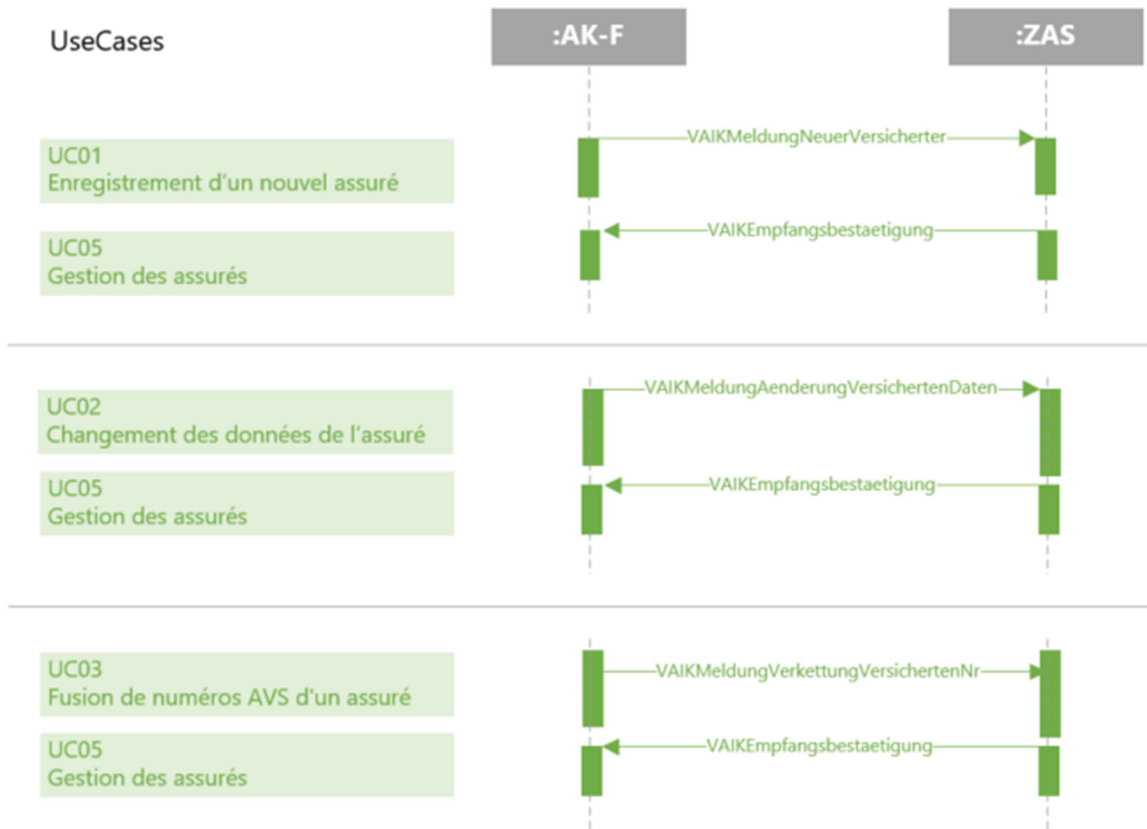 UseCases
:AK-F
:ZAS
UC01
Enregistrement d'un nouvel assuré
VAIKMeldungNeuerVersicherter
UC05
Gestion des assurés
VAIKEmpfangsbestaetigung
UC02
Changement des données de l'assuré
VAIKMeldungAenderungVersichertenDaten
UC05
Gestion des assurés
VAIKEmpfangsbestaetigung
UC03
Fusion de numéros AVS d'un assuré
VAIKMeldungVerkettungVersichertenNr
UC05
Gestion des assurés
VAIKEmpfangsbestaetigung